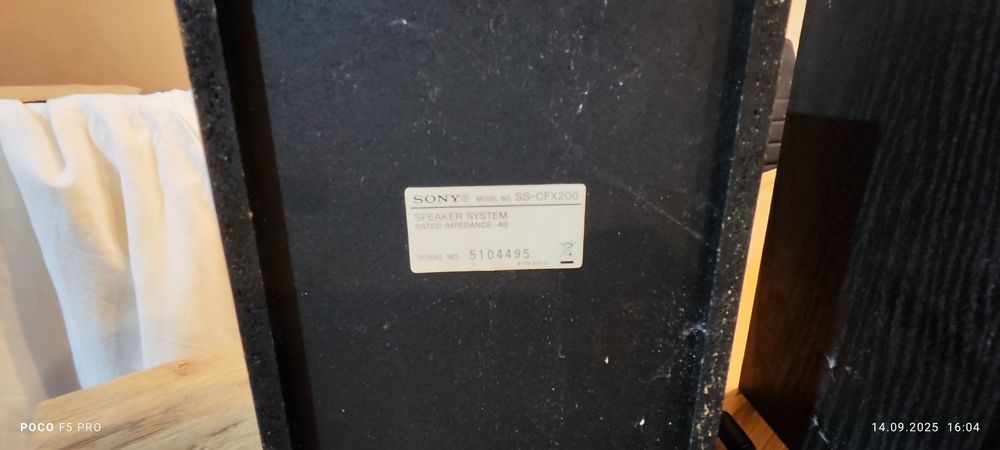 SONY® MODEL NO. SS-CFX200
SPEAKER SYSTEM
RATED IMPEDANCE 4Ω
SERIAL NO. 5104495
POCO F5 PRO
14.09.2025 16:04